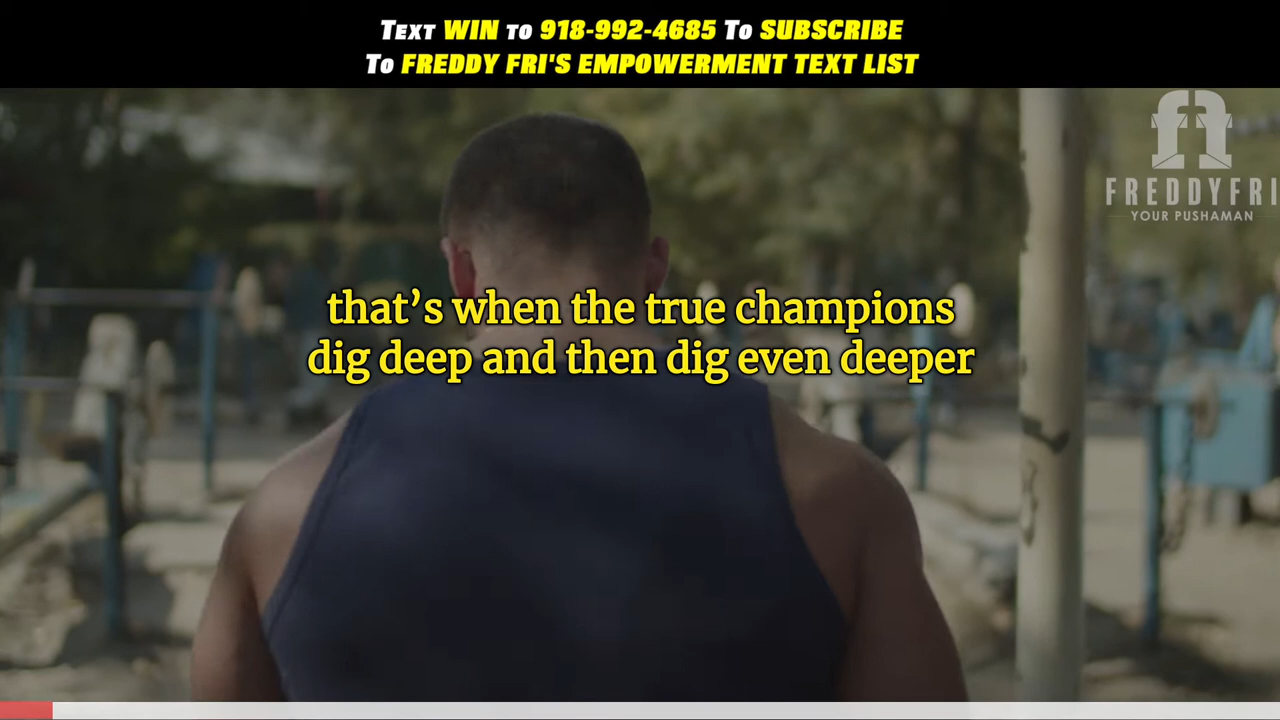 Text WIN to 918-992-4685 To SUBSCRIBE
To FREDDY FRI'S EMPOWERMENT TEXT LIST
FREDDYFRI
YOUR PUSHAMAN
that’s when the true champions
dig deep and then dig even deeper